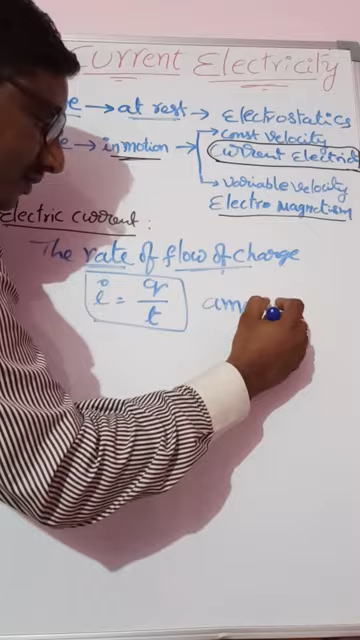 Current Electricity
→ at rest → Electrostatics
→ in motion → const velocity
Current Electric
→ variable velocity
Electro Magnetism
Electric current :
The rate of flow of charge
i = q/t am